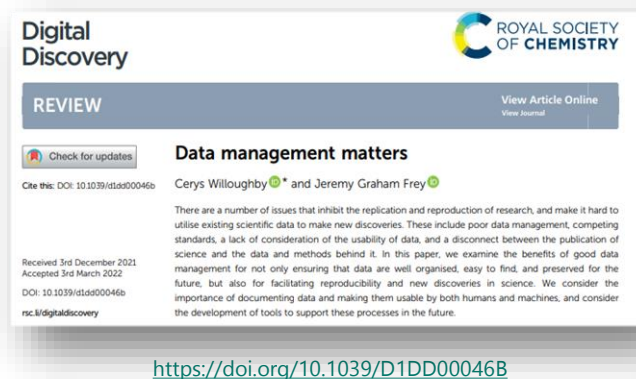 Digital
Discovery
ROYAL SOCIETY
OF CHEMISTRY
REVIEW
View Article Online
View Journal
Check for updates
Cite this: DOI: 10.1039/d1dd00046b
Received 3rd December 2021
Accepted 3rd March 2022
DOI: 10.1039/d1dd00046b
rsc.li/digitaldiscovery
Data management matters
Cerys Willoughby * and Jeremy Graham Frey
There are a number of issues that inhibit the replication and reproduction of research, and make it hard to
utilise existing scientific data to make new discoveries. These include poor data management, competing
standards, a lack of consideration of the usability of data, and a disconnect between the publication of
science and the data and methods behind it. In this paper, we examine the benefits of good data
management for not only ensuring that data are well organised, easy to find, and preserved for the
future, but also for facilitating reproducibility and new discoveries in science. We consider the
importance of documenting data and making them usable by both humans and machines, and consider
the development of tools to support these processes in the future.
https://doi.org/10.1039/D1DD00046B